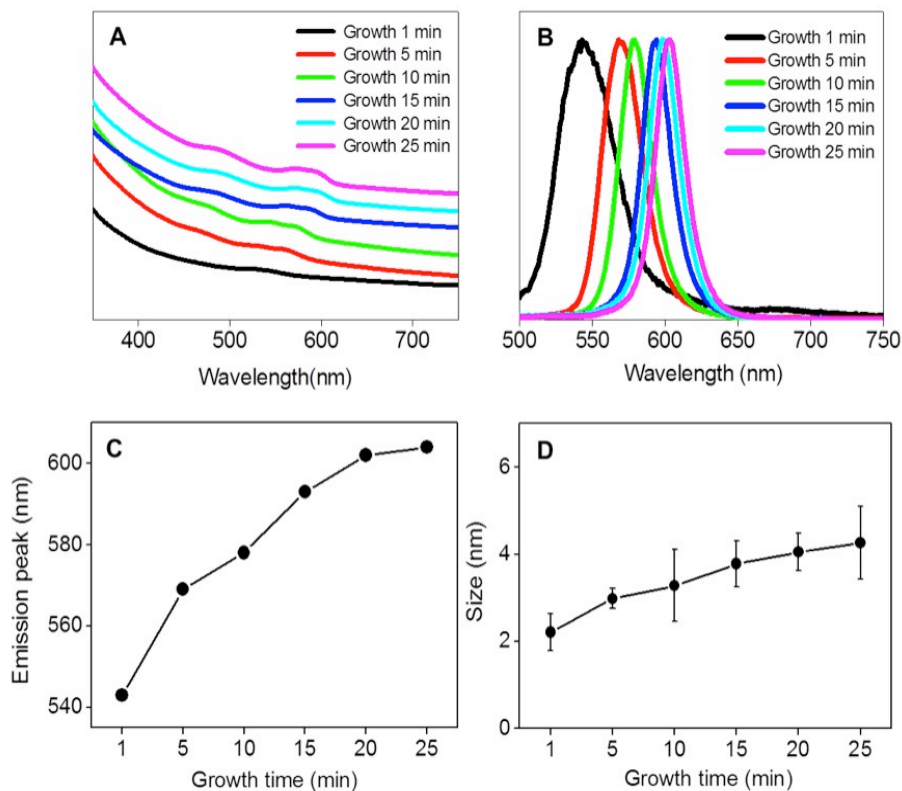 A
Growth 1 min
Growth 5 min
Growth 10 min
Growth 15 min
Growth 20 min
Growth 25 min
400 500 600 700
Wavelength(nm)
B
Growth 1 min
Growth 5 min
Growth 10 min
Growth 15 min
Growth 20 min
Growth 25 min
500 550 600 650 700 750
Wavelength (nm)
C
Emission peak (nm)
600
580
560
540
1 5 10 15 20 25
Growth time (min)
D
Size (nm)
6
4
2
0
1 5 10 15 20 25
Growth time (min)